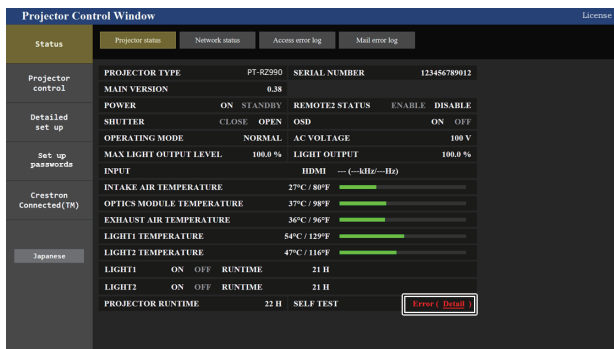 Projector Control Window License
Status Projector status Network status Access error log Mail error log
Projector control
Detailed set up
Set up passwords
Crestron Connected(TM)
Japanese
PROJECTOR TYPE PT-RZ990 SERIAL NUMBER 123456789012
MAIN VERSION 0.38
POWER ON STANDBY REMOTE2 STATUS ENABLE DISABLE
SHUTTER CLOSE OPEN OSD ON OFF
OPERATING MODE NORMAL AC VOLTAGE 100 V
MAX LIGHT OUTPUT LEVEL 100.0 % LIGHT OUTPUT 100.0 %
INPUT HDMI --- (---kHz/---Hz)
INTAKE AIR TEMPERATURE 27°C / 80°F
OPTICS MODULE TEMPERATURE 37°C / 98°F
EXHAUST AIR TEMPERATURE 36°C / 96°F
LIGHT1 TEMPERATURE 54°C / 129°F
LIGHT2 TEMPERATURE 47°C / 116°F
LIGHT1 ON OFF RUNTIME 21 H
LIGHT2 ON OFF RUNTIME 21 H
PROJECTOR RUNTIME 22 H SELF TEST Error ( Detail )